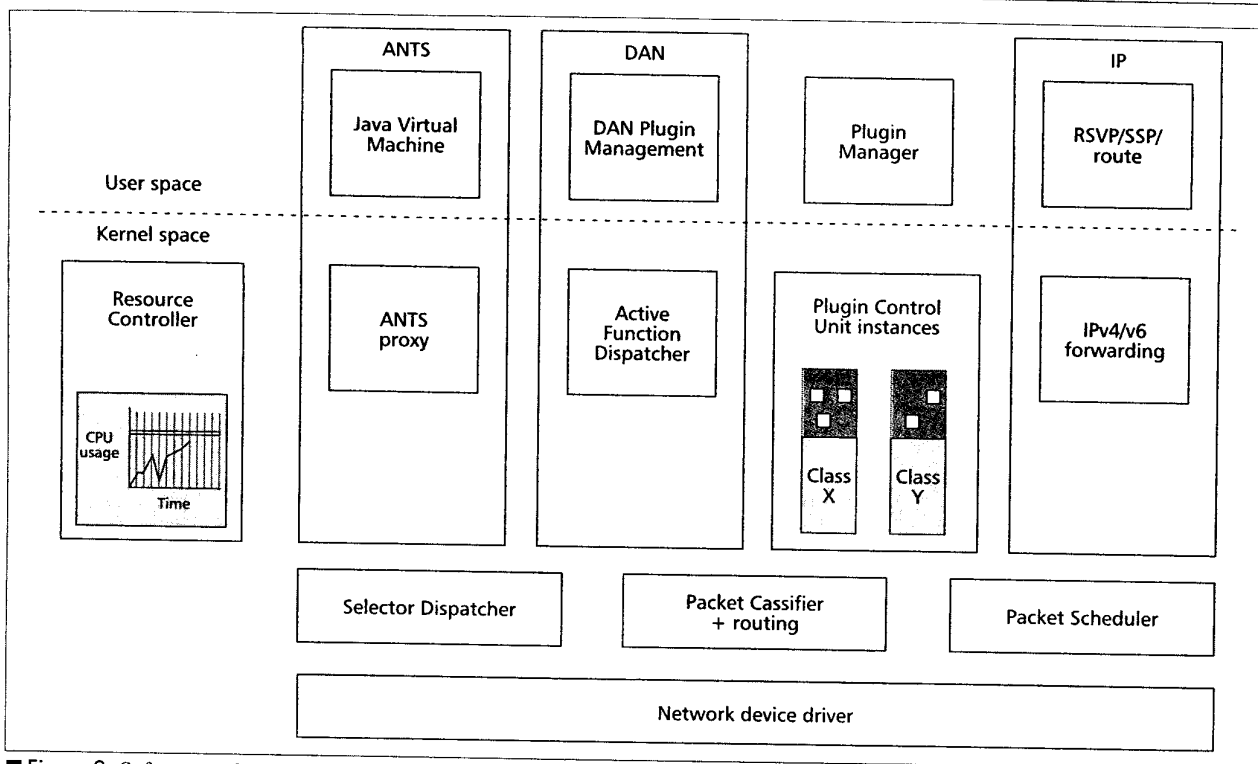 ANTS
DAN
IP
Java Virtual
Machine
DAN Plugin
Management
Plugin
Manager
RSVP/SSP/
route
User space
Kernel space
Resource
Controller
CPU
usage
Time
ANTS
proxy
Active
Function
Dispatcher
Plugin Control
Unit instances
Class
X
Class
Y
IPv4/v6
forwarding
Selector Dispatcher
Packet Cassifier
+ routing
Packet Scheduler
Network device driver